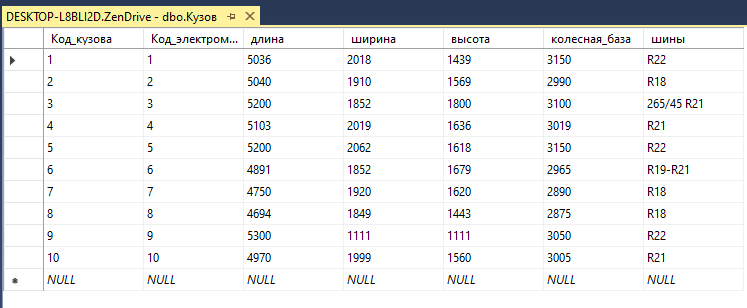 DESKTOP-L8BLI2D.ZenDrive - dbo.Кузов
Код_кузова Код_электром... длина ширина высота колесная_база шины
1 1 5036 2018 1439 3150 R22
2 2 5040 1910 1569 2990 R18
3 3 5200 1852 1800 3100 265/45 R21
4 4 5103 2019 1636 3019 R21
5 5 5200 2062 1618 3150 R22
6 6 4891 1852 1679 2965 R19-R21
7 7 4750 1920 1620 2890 R18
8 8 4694 1849 1443 2875 R18
9 9 5300 1111 1111 3050 R22
10 10 4970 1999 1560 3005 R21
NULL NULL NULL NULL NULL NULL NULL